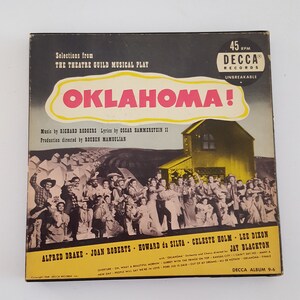 Selections from
THE THEATRE GUILD MUSICAL PLAY
45 RPM
DECCA
RECORDS
UNBREAKABLE
OKLAHOMA!
Music by RICHARD RODGERS Lyrics by OSCAR HAMMERSTEIN II
Production directed by ROUBEN MAMOULIAN
ALFRED DRAKE · JOAN ROBERTS · HOWARD da SILVA · CELESTE HOLM · LEE DIXON
JAY BLACKTON
DECCA ALBUM 9-6